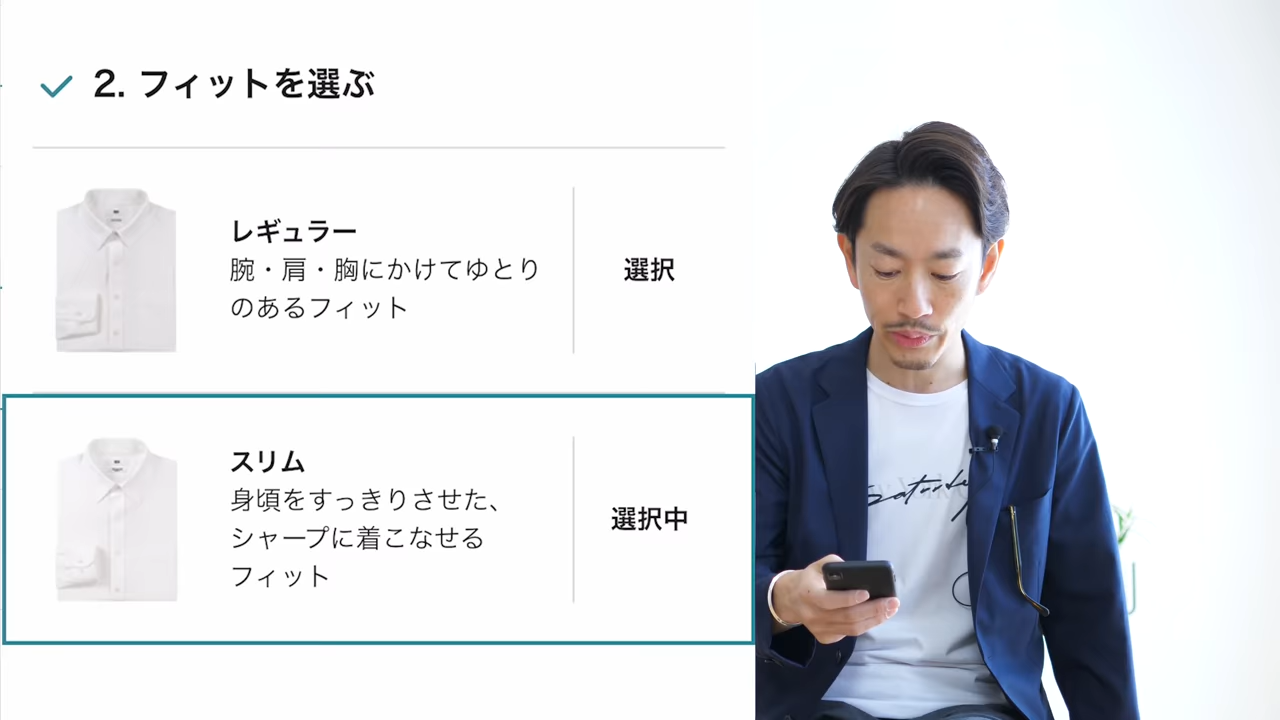 2. フィットを選ぶ
レギュラー
腕・肩・胸にかけてゆとり
のあるフィット
選択
スリム
身頃をすっきりさせた、
シャープに着こなせる
フィット
選択中